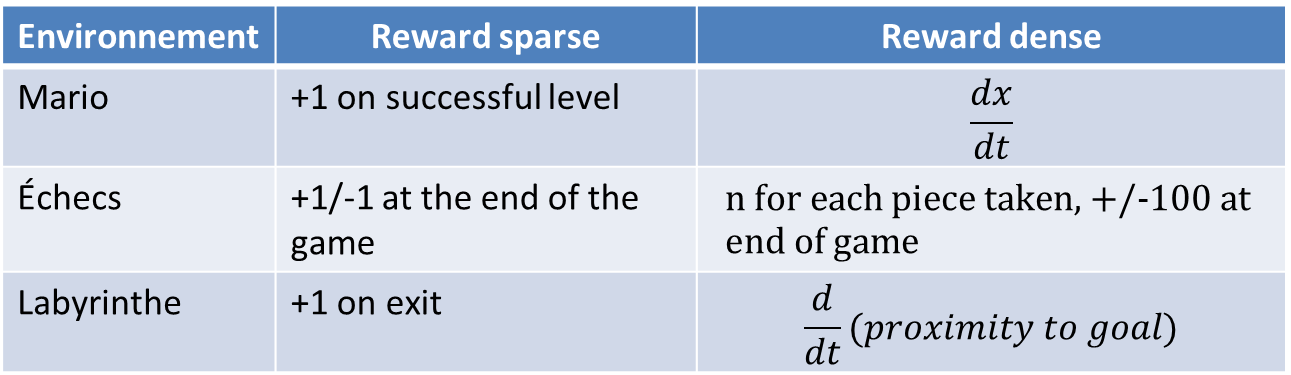 Environnement Reward sparse Reward dense
Mario +1 on successful level dx/dt
Échecs +1/-1 at the end of the game n for each piece taken, +/-100 at end of game
Labyrinthe +1 on exit d/dt (proximity to goal)